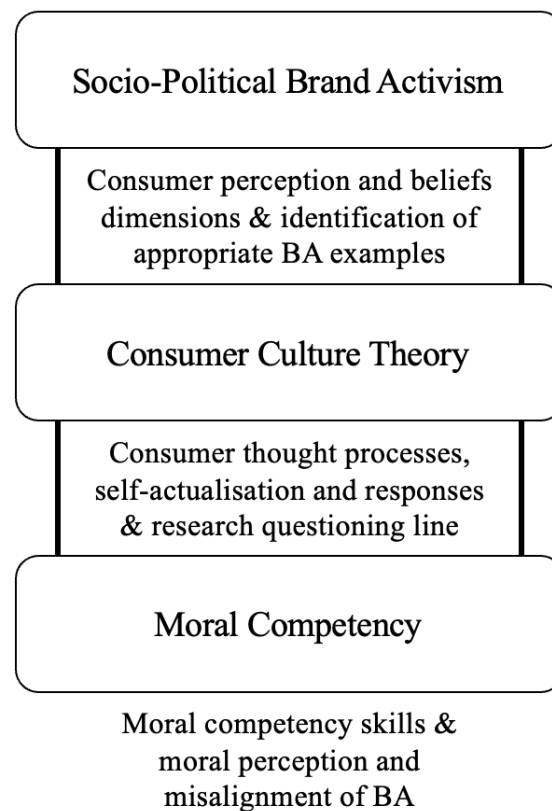 Socio-Political Brand Activism
Consumer perception and beliefs
dimensions & identification of
appropriate BA examples
Consumer Culture Theory
Consumer thought processes,
self-actualisation and responses
& research questioning line
Moral Competency
Moral competency skills &
moral perception and
misalignment of BA